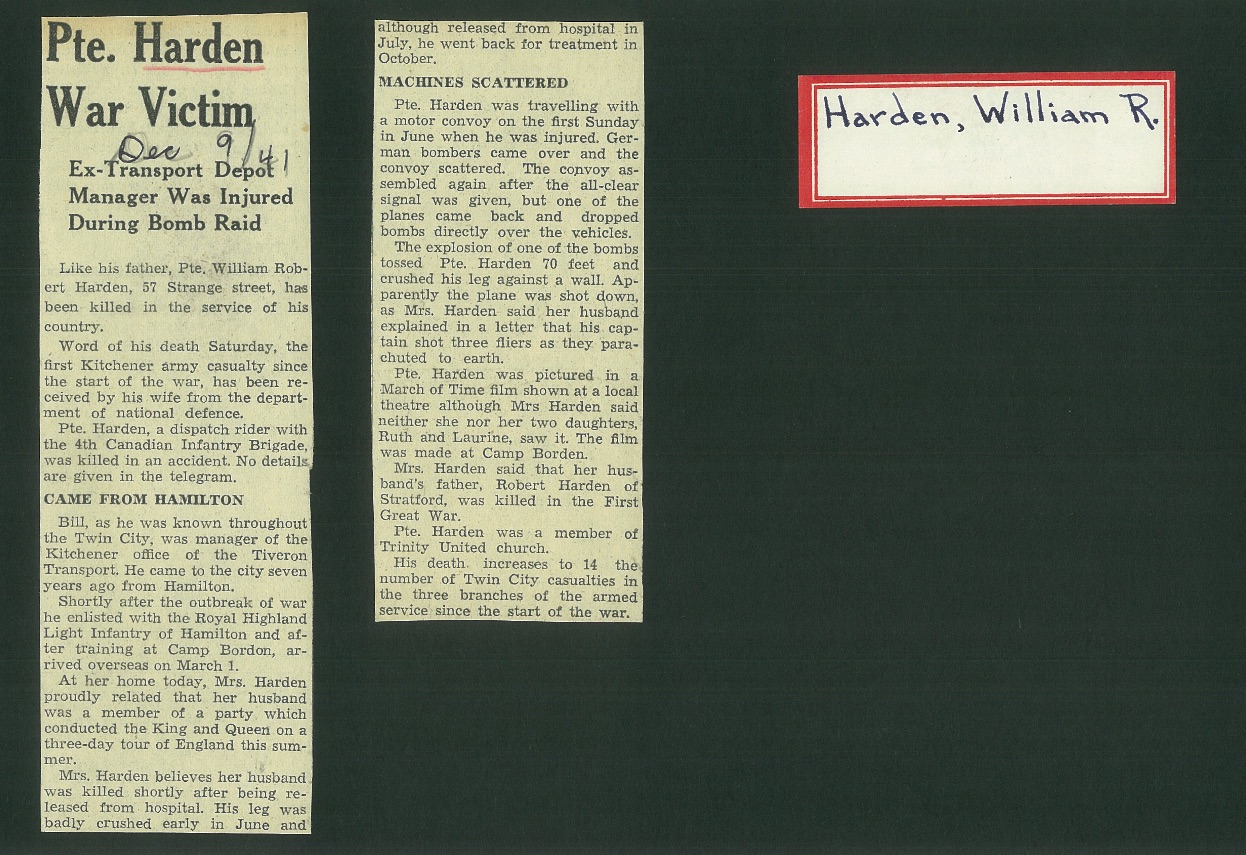 Pte. Harden
War Victim
Dec 9/41
Ex-Transport Depot
Manager Was Injured
During Bomb Raid
Like his father, Pte. William Rob-
ert Harden, 57 Strange street, has
been killed in the service of his
country.
Word of his death Saturday, the
first Kitchener army casualty since
the start of the war, has been re-
ceived by his wife from the depart-
ment of national defence.
Pte. Harden, a dispatch rider with
the 4th Canadian Infantry Brigade,
was killed in an accident. No details
are given in the telegram.
CAME FROM HAMILTON
Bill, as he was known throughout
the Twin City, was manager of the
Kitchener office of the Tiveron
Transport. He came to the city seven
years ago from Hamilton.
Shortly after the outbreak of war
he enlisted with the Royal Highland
Light Infantry of Hamilton and af-
ter training at Camp Bordon, ar-
rived overseas on March 1.
At her home today, Mrs. Harden
proudly related that her husband
was a member of a party which
conducted the King and Queen on a
three-day tour of England this sum-
mer.
Mrs. Harden believes her husband
was killed shortly after being re-
leased from hospital. His leg was
badly crushed early in June and
although released from hospital in
July, he went back for treatment in
October.
MACHINES SCATTERED
Pte. Harden was travelling with
a motor convoy on the first Sunday
in June when he was injured. Ger-
man bombers came over and the
convoy scattered. The convoy as-
sembled again after the all-clear
signal was given, but one of the
planes came back and dropped
bombs directly over the vehicles.
The explosion of one of the bombs
tossed Pte. Harden 70 feet and
crushed his leg against a wall. Ap-
parently the plane was shot down,
as Mrs. Harden said her husband
explained in a letter that his cap-
tain shot three fliers as they para-
chuted to earth.
Pte. Harden was pictured in a
March of Time film shown at a local
theatre although Mrs Harden said
neither she nor her two daughters,
Ruth and Laurine, saw it. The film
was made at Camp Borden.
Mrs. Harden said that her hus-
band's father, Robert Harden of
Stratford, was killed in the First
Great War.
Pte. Harden was a member of
Trinity United church.
His death increases to 14 the
number of Twin City casualties in
the three branches of the armed
service since the start of the war.
Harden, William R.